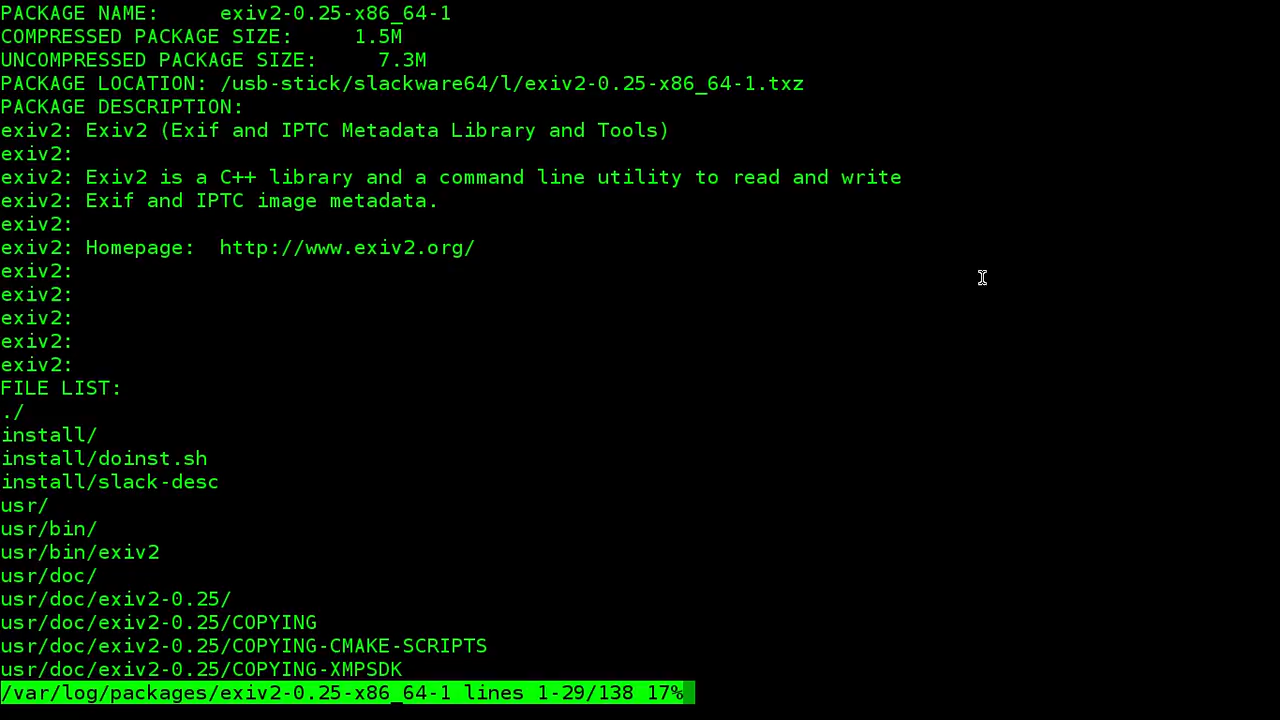 PACKAGE NAME:     exiv2-0.25-x86_64-1
COMPRESSED PACKAGE SIZE:     1.5M
UNCOMPRESSED PACKAGE SIZE:     7.3M
PACKAGE LOCATION: /usb-stick/slackware64/l/exiv2-0.25-x86_64-1.txz
PACKAGE DESCRIPTION:
exiv2: Exiv2 (Exif and IPTC Metadata Library and Tools)
exiv2:
exiv2: Exiv2 is a C++ library and a command line utility to read and write
exiv2: Exif and IPTC image metadata.
exiv2:
exiv2: Homepage:  http://www.exiv2.org/
exiv2:
exiv2:
exiv2:
exiv2:
exiv2:
FILE LIST:
./
install/
install/doinst.sh
install/slack-desc
usr/
usr/bin/
usr/bin/exiv2
usr/doc/
usr/doc/exiv2-0.25/
usr/doc/exiv2-0.25/COPYING
usr/doc/exiv2-0.25/COPYING-CMAKE-SCRIPTS
usr/doc/exiv2-0.25/COPYING-XMPSDK
/var/log/packages/exiv2-0.25-x86_64-1 lines 1-29/138 17%